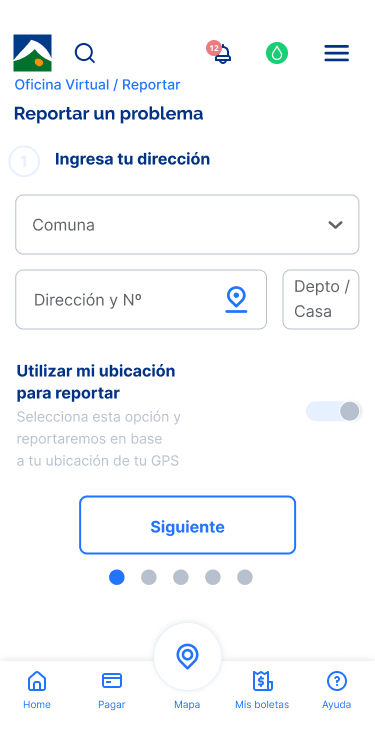 12
Oficina Virtual / Reportar
Reportar un problema
1
Ingresa tu dirección
Comuna
Dirección y Nº
Depto /
Casa
Utilizar mi ubicación
para reportar
Selecciona esta opción y
reportaremos en base
a tu ubicación de tu GPS
Siguiente
Home
Pagar
Mapa
Mis boletas
Ayuda